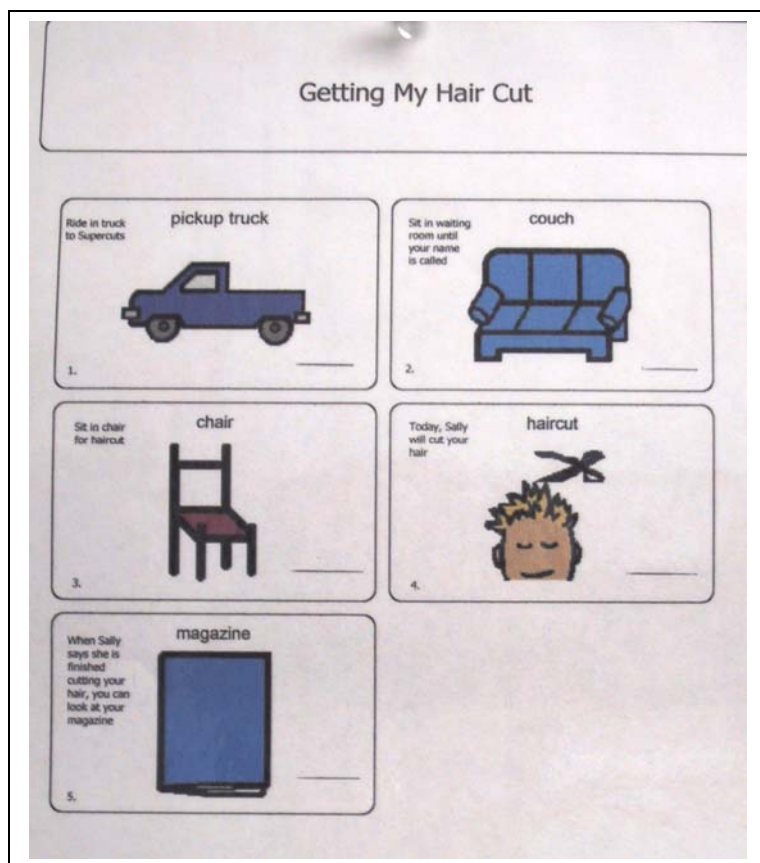 Getting My Hair Cut
Ride in truck
to Supercuts
pickup truck
1.
Sit in waiting
room until
your name
is called
couch
2.
Sit in chair
for haircut
chair
3.
Today, Sally
will cut your
hair
haircut
4.
When Sally
says she is
finished
cutting your
hair, you can
look at your
magazine
magazine
5.